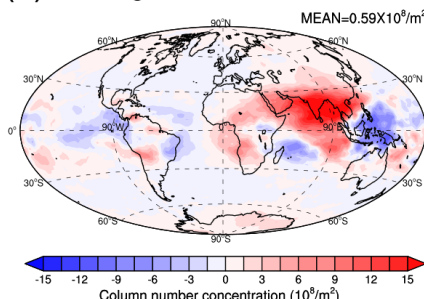 MEAN=0.59X10⁸/m²
90°N
60°N 60°N
30°N 30°N
0° 90°W 90°E 0°
30°S 30°S
60°S 60°S
90°S
-15 -12 -9 -6 -3 0 3 6 9 12 15
Column number concentration (10⁸/m²)